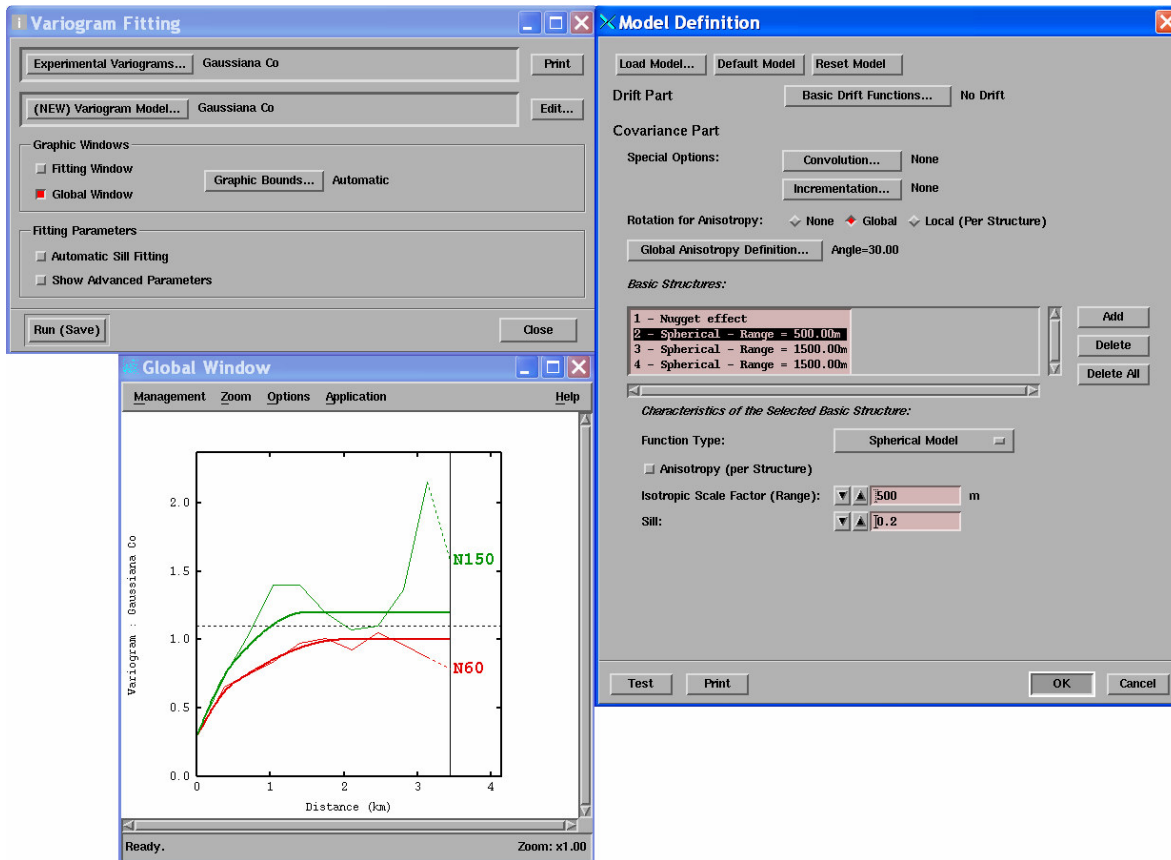 Variogram Fitting
Experimental Variograms... Gaussiana Co Print
(NEW) Variogram Model... Gaussiana Co Edit...
Graphic Windows
Fitting Window
Graphic Bounds... Automatic
Global Window
Fitting Parameters
Automatic Sill Fitting
Show Advanced Parameters
Run (Save) Close
Global Window
Management Zoom Options Application Help
Variogram : Gaussiana Co
2.0
1.5
1.0
0.5
0.0
N150
N60
0 1 2 3 4
Distance (km)
Ready. Zoom: x1.00
Model Definition
Load Model... Default Model Reset Model
Drift Part Basic Drift Functions... No Drift
Covariance Part
Special Options: Convolution... None
Incrementation... None
Rotation for Anisotropy: None Global Local (Per Structure)
Global Anisotropy Definition... Angle=30.00
Basic Structures:
1 - Nugget effect
2 - Spherical - Range = 500.00m
3 - Spherical - Range = 1500.00m
4 - Spherical - Range = 1500.00m
Add
Delete
Delete All
Characteristics of the Selected Basic Structure:
Function Type: Spherical Model
Anisotropy (per Structure)
Isotropic Scale Factor (Range): 500 m
Sill: 0.2
Test Print OK Cancel